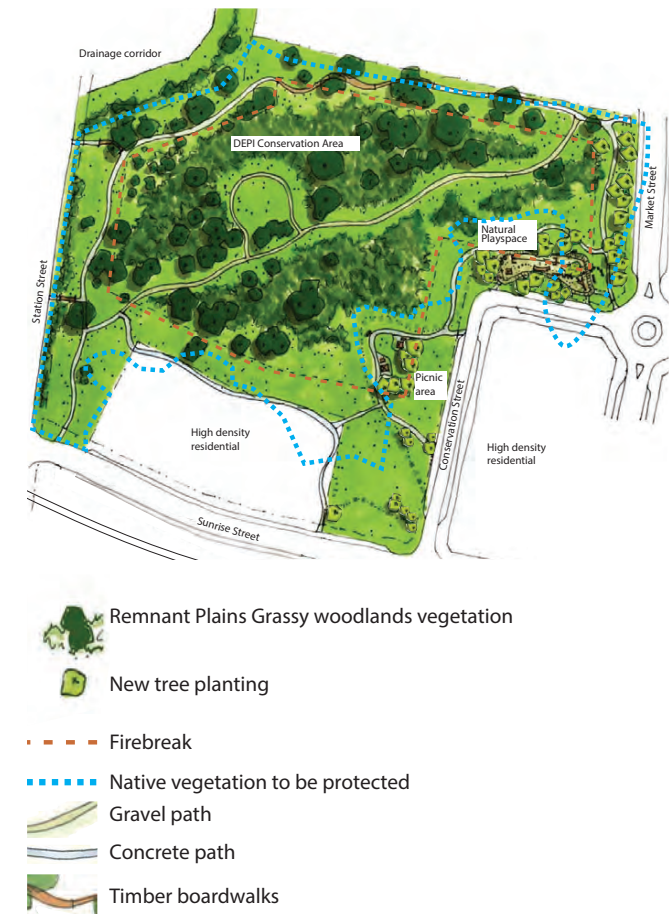 Drainage corridor
DEPI Conservation Area
Market Street
Natural
Playspace
Station Street
Picnic
area
Conservation Street
High density
residential
High density
residential
Sunrise Street
Remnant Plains Grassy woodlands vegetation
New tree planting
Firebreak
Native vegetation to be protected
Gravel path
Concrete path
Timber boardwalks